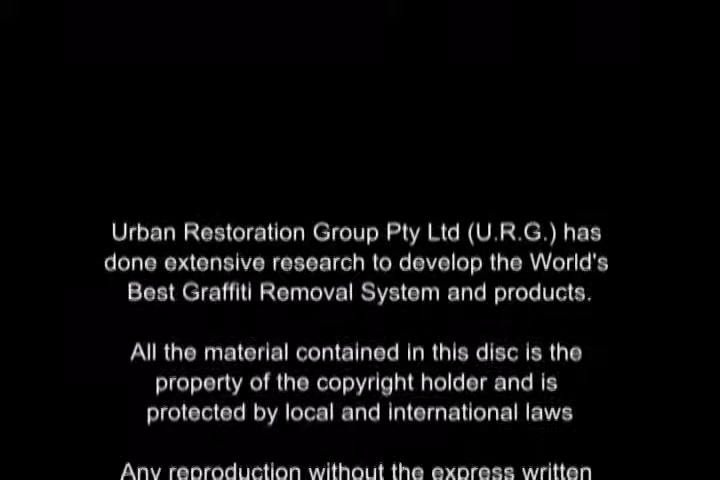 Urban Restoration Group Pty Ltd (U.R.G.) has
done extensive research to develop the World's
Best Graffiti Removal System and products.
All the material contained in this disc is the
property of the copyright holder and is
protected by local and international laws
Any reproduction without the express written